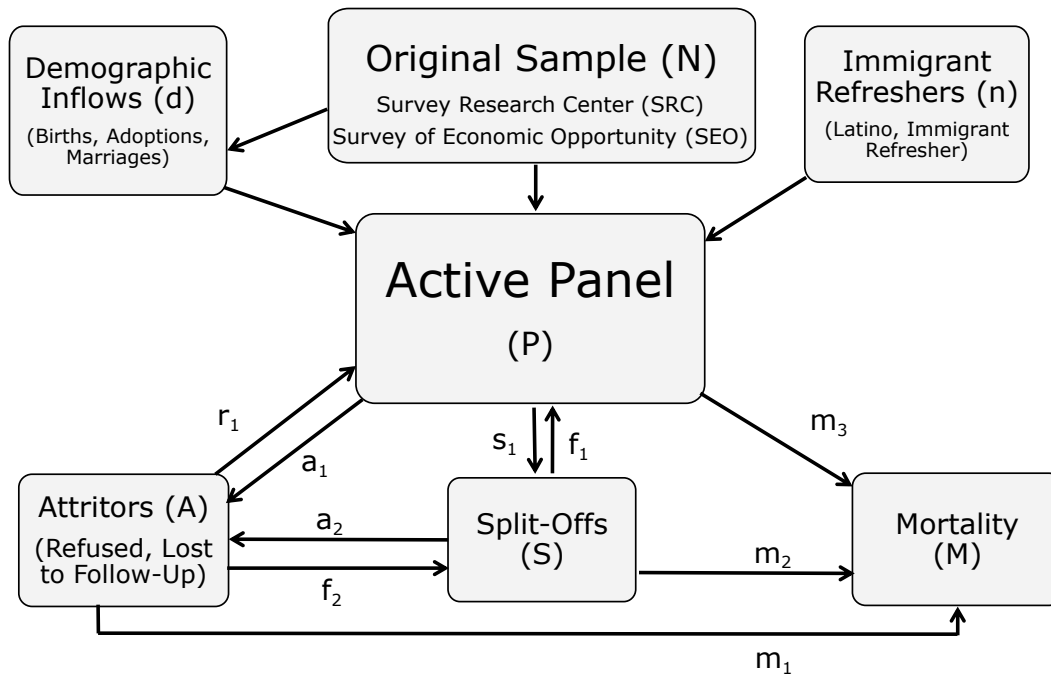 Demographic
Inflows (d)
(Births, Adoptions,
Marriages)
Original Sample (N)
Survey Research Center (SRC)
Survey of Economic Opportunity (SEO)
Immigrant
Refreshers (n)
(Latino, Immigrant
Refresher)
Active Panel
(P)
r₁
a₁
s₁
f₁
m₃
Attritors (A)
(Refused, Lost
to Follow-Up)
a₂
f₂
Split-Offs
(S)
m₂
Mortality
(M)
m₁